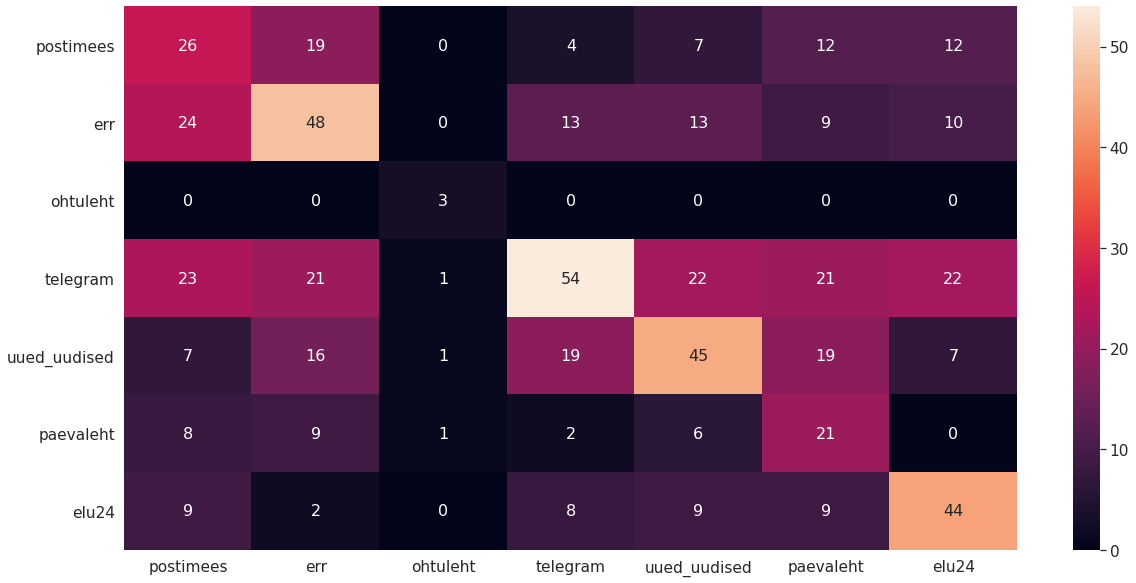 postimees 26 19 0 4 7 12 12
err 24 48 0 13 13 9 10
ohtuleht 0 0 3 0 0 0 0
telegram 23 21 1 54 22 21 22
uued_uudised 7 16 1 19 45 19 7
paevaleht 8 9 1 2 6 21 0
elu24 9 2 0 8 9 9 44
postimees err ohtuleht telegram uued_uudised paevaleht elu24
50
40
30
20
10
0